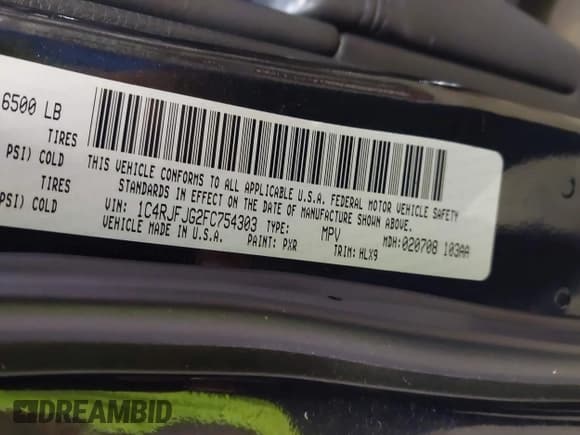 6500 LB
TIRES
PSI) COLD
TIRES
PSI) COLD
THIS VEHICLE CONFORMS TO ALL APPLICABLE U.S.A. FEDERAL MOTOR VEHICLE SAFETY
STANDARDS IN EFFECT ON THE DATE OF MANUFACTURE SHOWN ABOVE.
VIN: 1C4RJFJG2FC754303 TYPE: MPV MDH:020708 103AA
VEHICLE MADE IN U.S.A. PAINT: PXR TRIM: HLX9
DREAMBID